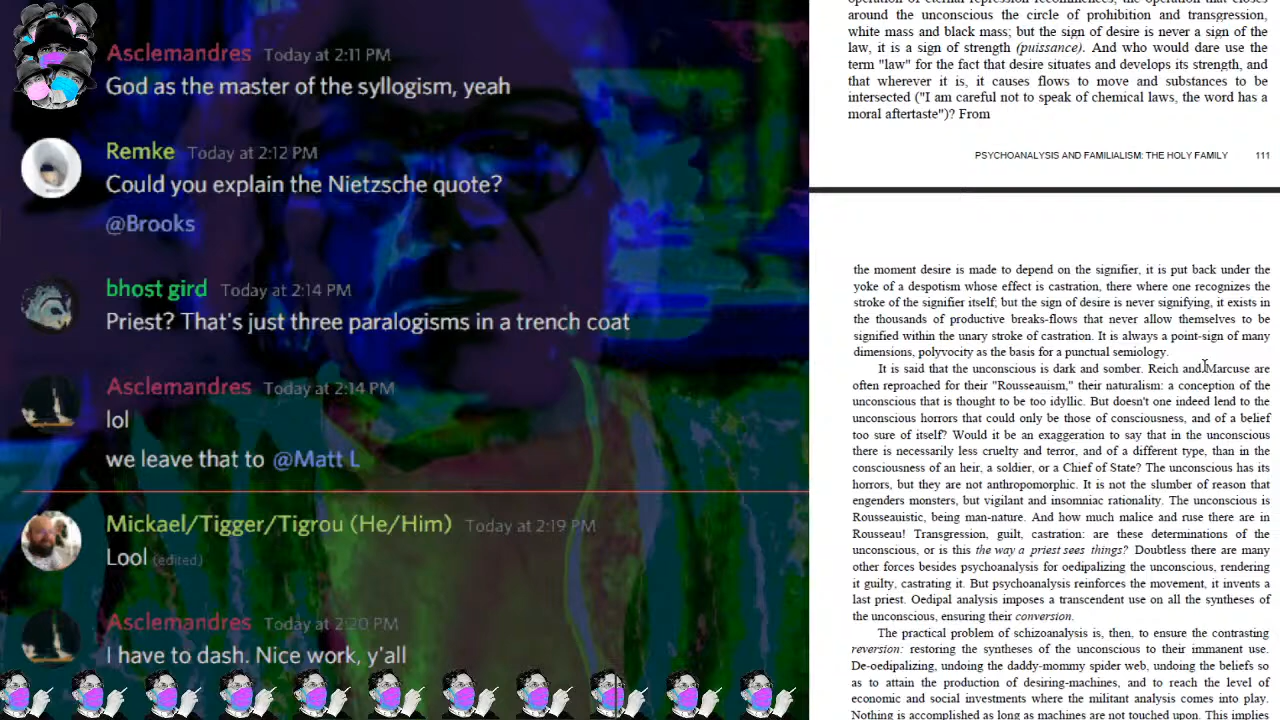 Asclemandres Today at 2:11 PM
God as the master of the syllogism, yeah
Remke Today at 2:12 PM
Could you explain the Nietzsche quote?
@Brooks
bhost gird Today at 2:14 PM
Priest? That's just three paralogisms in a trench coat
Asclemandres Today at 2:14 PM
lol
we leave that to @Matt L
Mickael/Tigger/Tigrou (He/Him) Today at 2:19 PM
Lool (edited)
Asclemandres Today at 2:20 PM
I have to dash. Nice work, y'all
operation of eternal repression recommences, the operation that closes
around the unconscious the circle of prohibition and transgression,
white mass and black mass; but the sign of desire is never a sign of the
law, it is a sign of strength (puissance). And who would dare use the
term "law" for the fact that desire situates and develops its strength, and
that wherever it is, it causes flows to move and substances to be
intersected ("I am careful not to speak of chemical laws, the word has a
moral aftertaste")? From
PSYCHOANALYSIS AND FAMILIALISM: THE HOLY FAMILY 111
the moment desire is made to depend on the signifier, it is put back under the
yoke of a despotism whose effect is castration, there where one recognizes the
stroke of the signifier itself; but the sign of desire is never signifying, it exists in
the thousands of productive breaks-flows that never allow themselves to be
signified within the unary stroke of castration. It is always a point-sign of many
dimensions, polyvocity as the basis for a punctual semiology.
It is said that the unconscious is dark and somber. Reich and Marcuse are
often reproached for their "Rousseauism," their naturalism: a conception of the
unconscious that is thought to be too idyllic. But doesn't one indeed lend to the
unconscious horrors that could only be those of consciousness, and of a belief
too sure of itself? Would it be an exaggeration to say that in the unconscious
there is necessarily less cruelty and terror, and of a different type, than in the
consciousness of an heir, a soldier, or a Chief of State? The unconscious has its
horrors, but they are not anthropomorphic. It is not the slumber of reason that
engenders monsters, but vigilant and insomniac rationality. The unconscious is
Rousseauistic, being man-nature. And how much malice and ruse there are in
Rousseau! Transgression, guilt, castration: are these determinations of the
unconscious, or is this the way a priest sees things? Doubtless there are many
other forces besides psychoanalysis for oedipalizing the unconscious, rendering
it guilty, castrating it. But psychoanalysis reinforces the movement, it invents a
last priest. Oedipal analysis imposes a transcendent use on all the syntheses of
the unconscious, ensuring their conversion.
The practical problem of schizoanalysis is, then, to ensure the contrasting
reversion: restoring the syntheses of the unconscious to their immanent use.
De-oedipalizing, undoing the daddy-mommy spider web, undoing the beliefs so
as to attain the production of desiring-machines, and to reach the level of
economic and social investments where the militant analysis comes into play.
Nothing is accomplished as long as machines are not touched upon. This implies